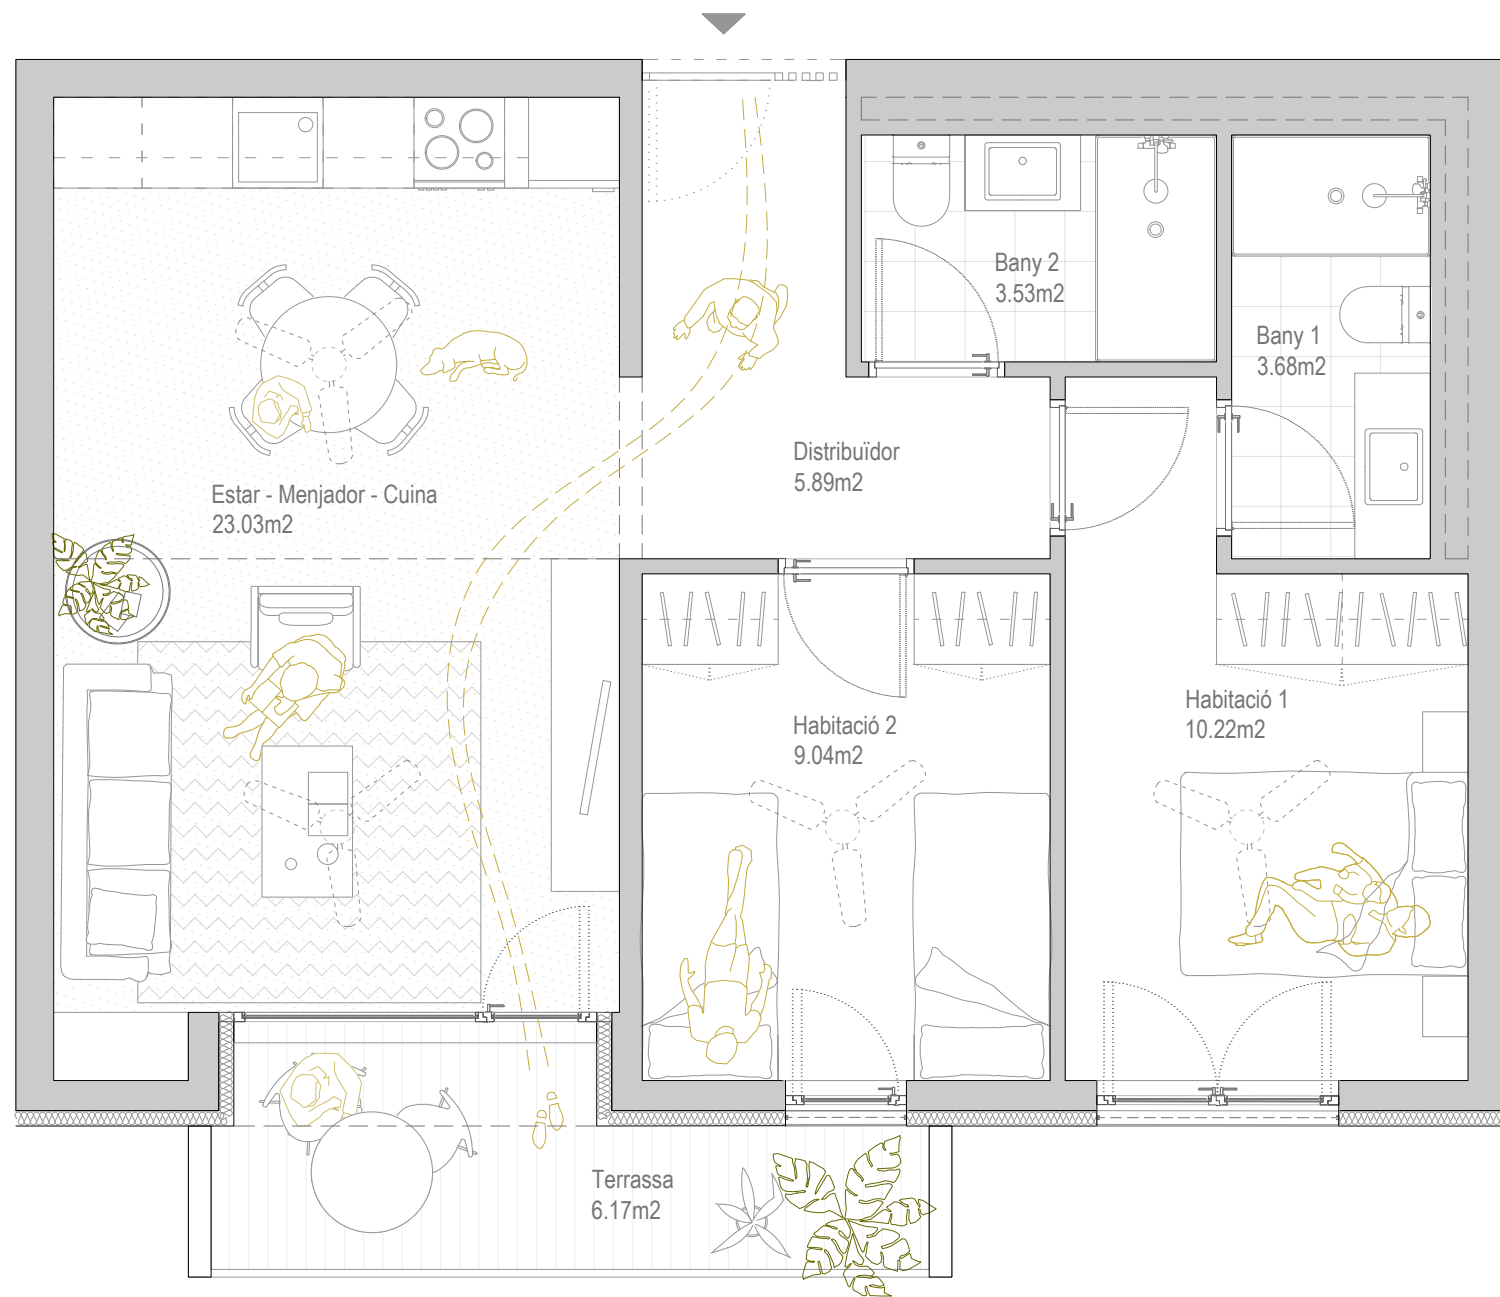 Bany 2
3.53m2
Bany 1
3.68m2
Distribuïdor
5.89m2
Estar - Menjador - Cuina
23.03m2
Habitació 2
9.04m2
Habitació 1
10.22m2
Terrassa
6.17m2